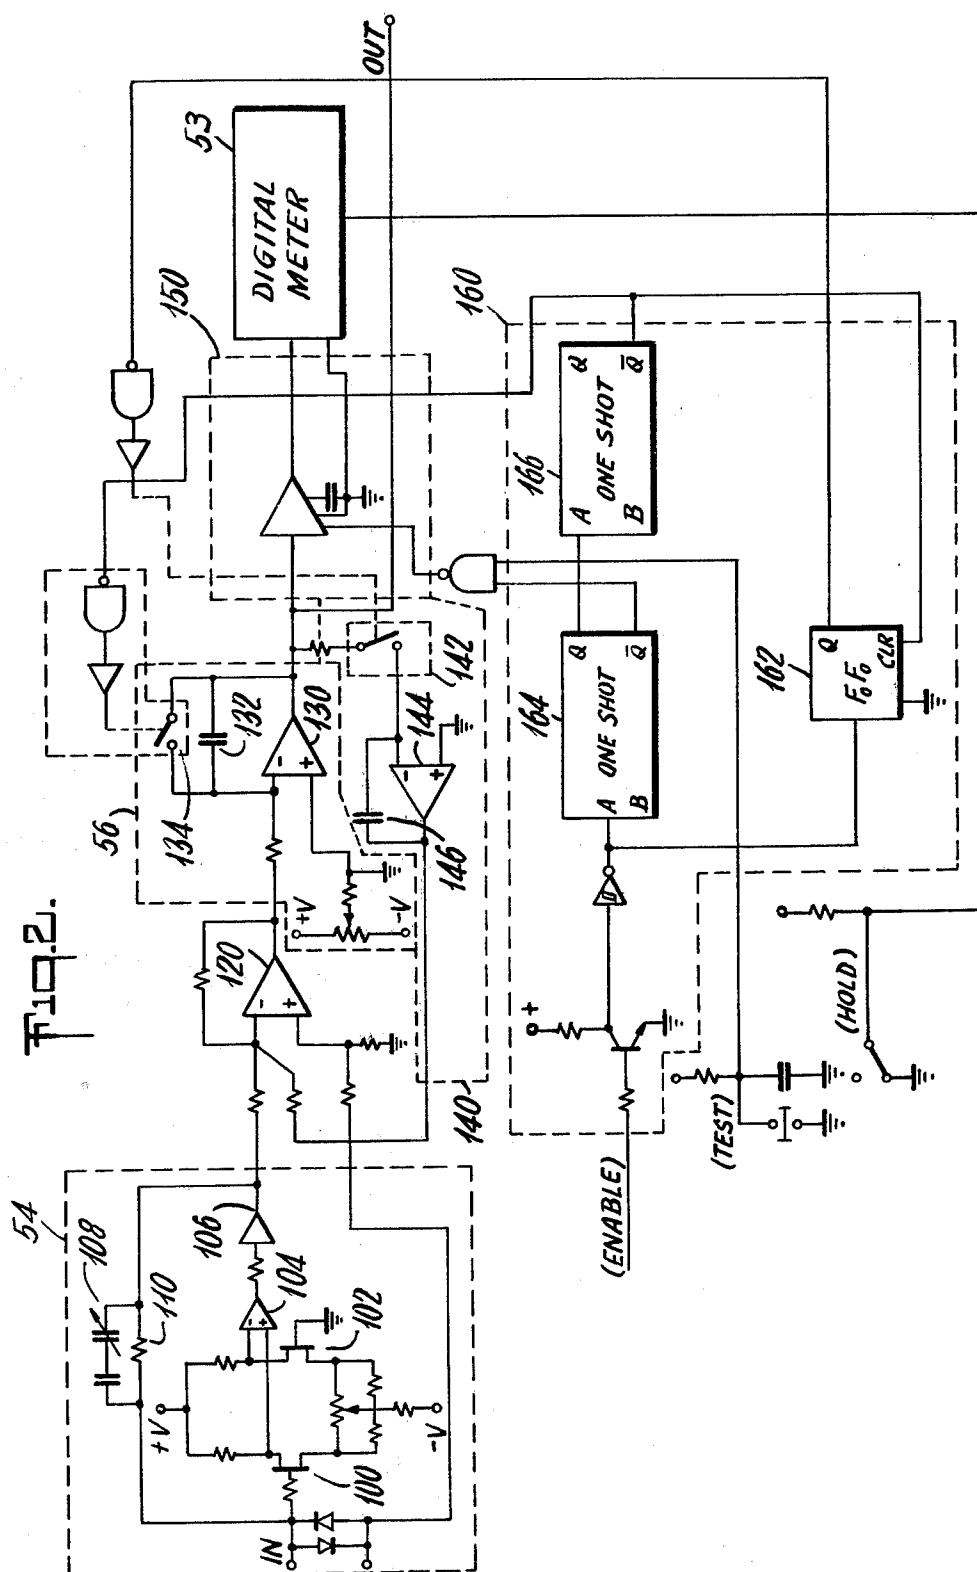 Fig. 2.
54
108
110
106
104
102
100
+V
-V
IN
- +
120
- +
140
56
134
132
130
- +
+V
-V
142
144
- +
146
150
53
DIGITAL
METER
OUT
160
164
A Q
ONE SHOT
B Q̅
166
A Q
ONE SHOT
B Q̅
162
Q
F.F.
CLR
+
(ENABLE)
(TEST)
(HOLD)